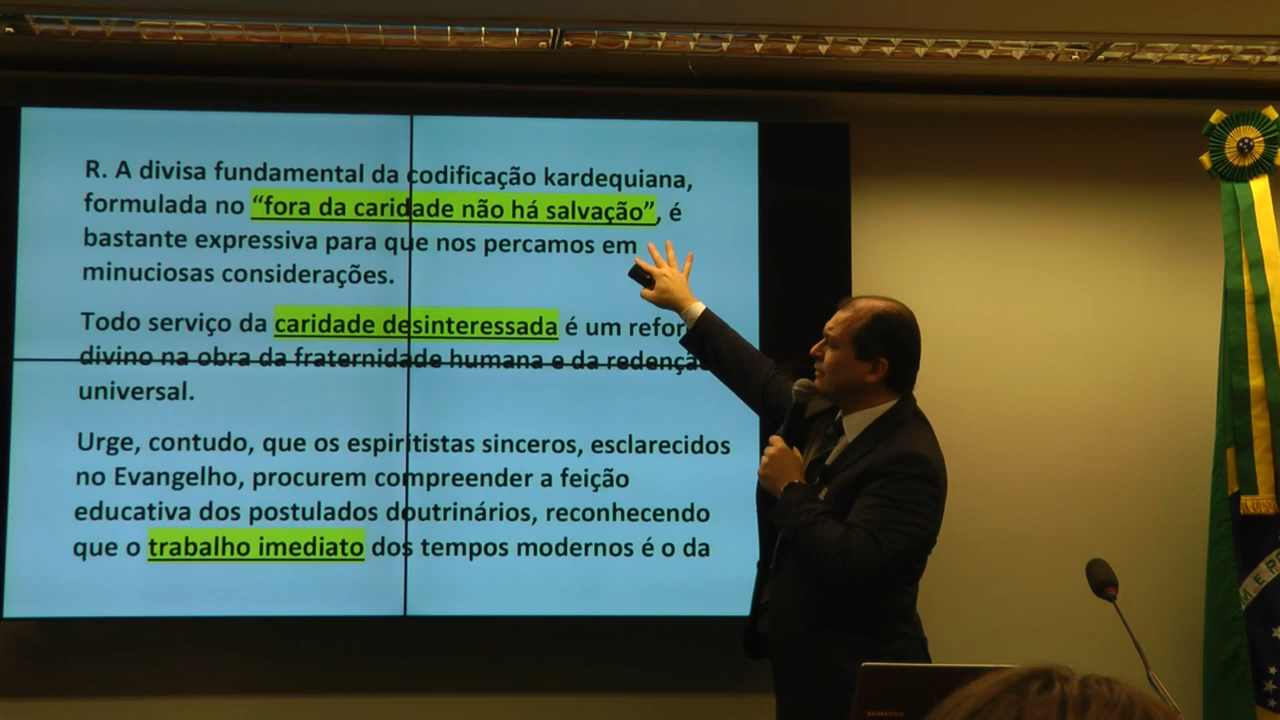 R. A divisa fundamental da codificação kardequiana,
formulada no “fora da caridade não há salvação”, é
bastante expressiva para que nos percamos em
minuciosas considerações.
Todo serviço da caridade desinteressada é um refor
divino na obra da fraternidade humana e da redenção
universal.
Urge, contudo, que os espiritistas sinceros, esclarecidos
no Evangelho, procurem compreender a feição
educativa dos postulados doutrinários, reconhecendo
que o trabalho imediato dos tempos modernos é o da
SAMSUNG
M E P